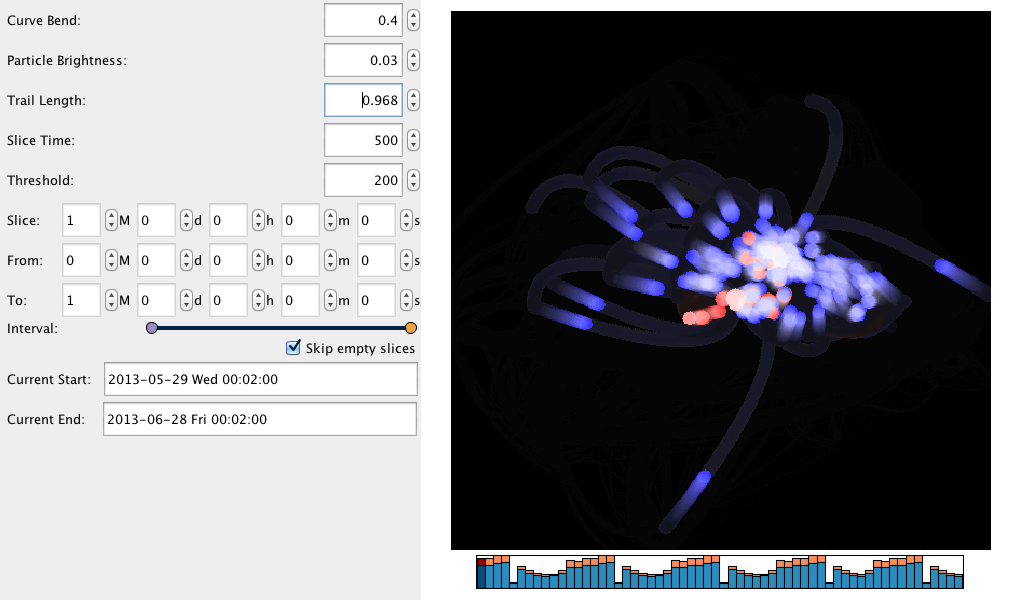 Curve Bend: 0.4
Particle Brightness: 0.03
Trail Length: 0.968
Slice Time: 500
Threshold: 200
Slice: 1 M 0 d 0 h 0 m 0 s
From: 0 M 0 d 0 h 0 m 0 s
To: 1 M 0 d 0 h 0 m 0 s
Interval:
Skip empty slices
Current Start: 2013-05-29 Wed 00:02:00
Current End: 2013-06-28 Fri 00:02:00